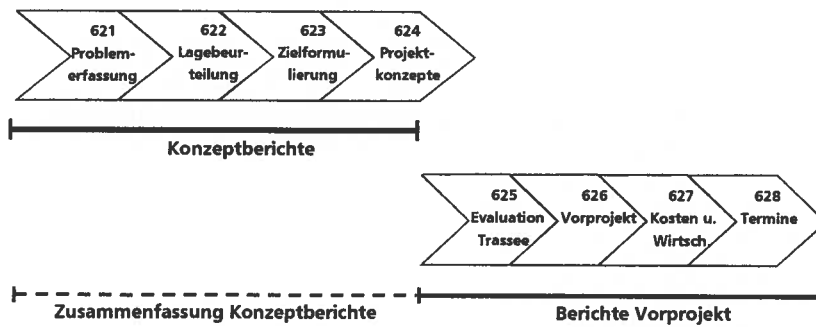 621
Problem-
erfassung
622
Lagebeur-
teilung
623
Zielformu-
lierung
624
Projekt-
konzepte
Konzeptberichte
625
Evaluation
Trassee
626
Vorprojekt
627
Kosten u.
Wirtsch.
628
Termine
Zusammenfassung Konzeptberichte
Berichte Vorprojekt